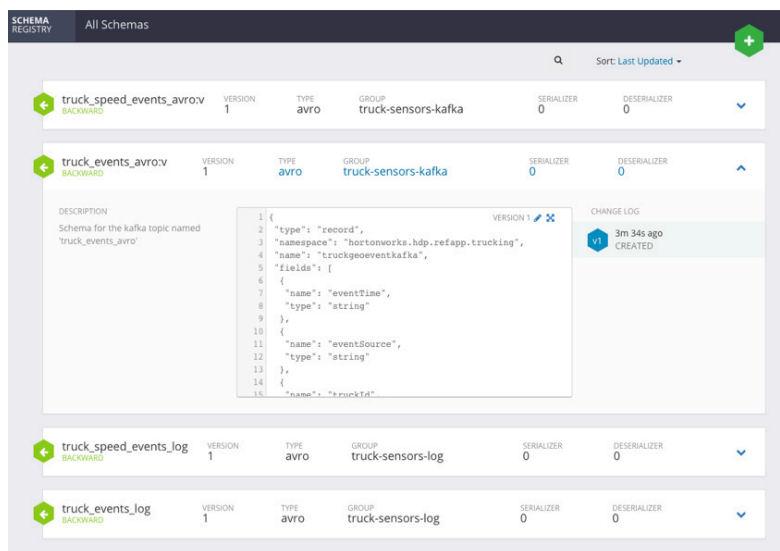 SCHEMA
REGISTRY
All Schemas
Sort: Last Updated
truck_speed_events_avro:v
BACKWARD
VERSION
1
TYPE
avro
GROUP
truck-sensors-kafka
SERIALIZER
0
DESERIALIZER
0
truck_events_avro:v
BACKWARD
VERSION
1
TYPE
avro
GROUP
truck-sensors-kafka
SERIALIZER
0
DESERIALIZER
0
DESCRIPTION
Schema for the kafka topic named
'truck_events_avro'
VERSION 1
1 {
2 "type": "record",
3 "namespace": "hortonworks.hdp.refapp.trucking",
4 "name": "truckgeoeventkafka",
5 "fields": [
6 {
7 "name": "eventTime",
8 "type": "string"
9 },
10 {
11 "name": "eventSource",
12 "type": "string"
13 },
14 {
15 "name": "truckId",
CHANGE LOG
v1
3m 34s ago
CREATED
truck_speed_events_log
BACKWARD
VERSION
1
TYPE
avro
GROUP
truck-sensors-log
SERIALIZER
0
DESERIALIZER
0
truck_events_log
BACKWARD
VERSION
1
TYPE
avro
GROUP
truck-sensors-log
SERIALIZER
0
DESERIALIZER
0